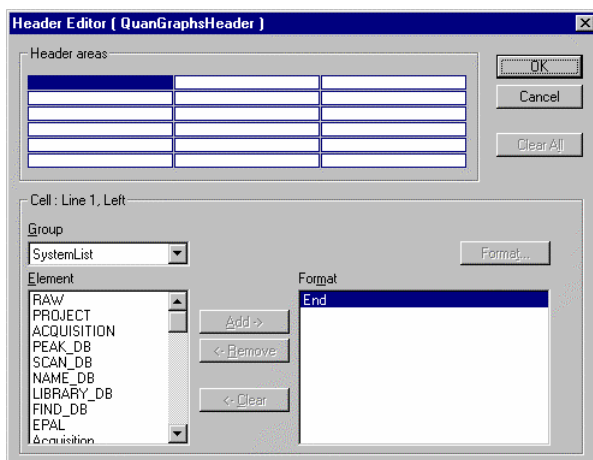 Header Editor ( QuanGraphsHeader )
Header areas
OK
Cancel
Clear All
Cell : Line 1, Left
Group
SystemList
Format...
Element
Format
RAW
PROJECT
ACQUISITION
PEAK_DB
SCAN_DB
NAME_DB
LIBRARY_DB
FIND_DB
EPAL
Acquisition
Add ->
<- Remove
<- Clear
End